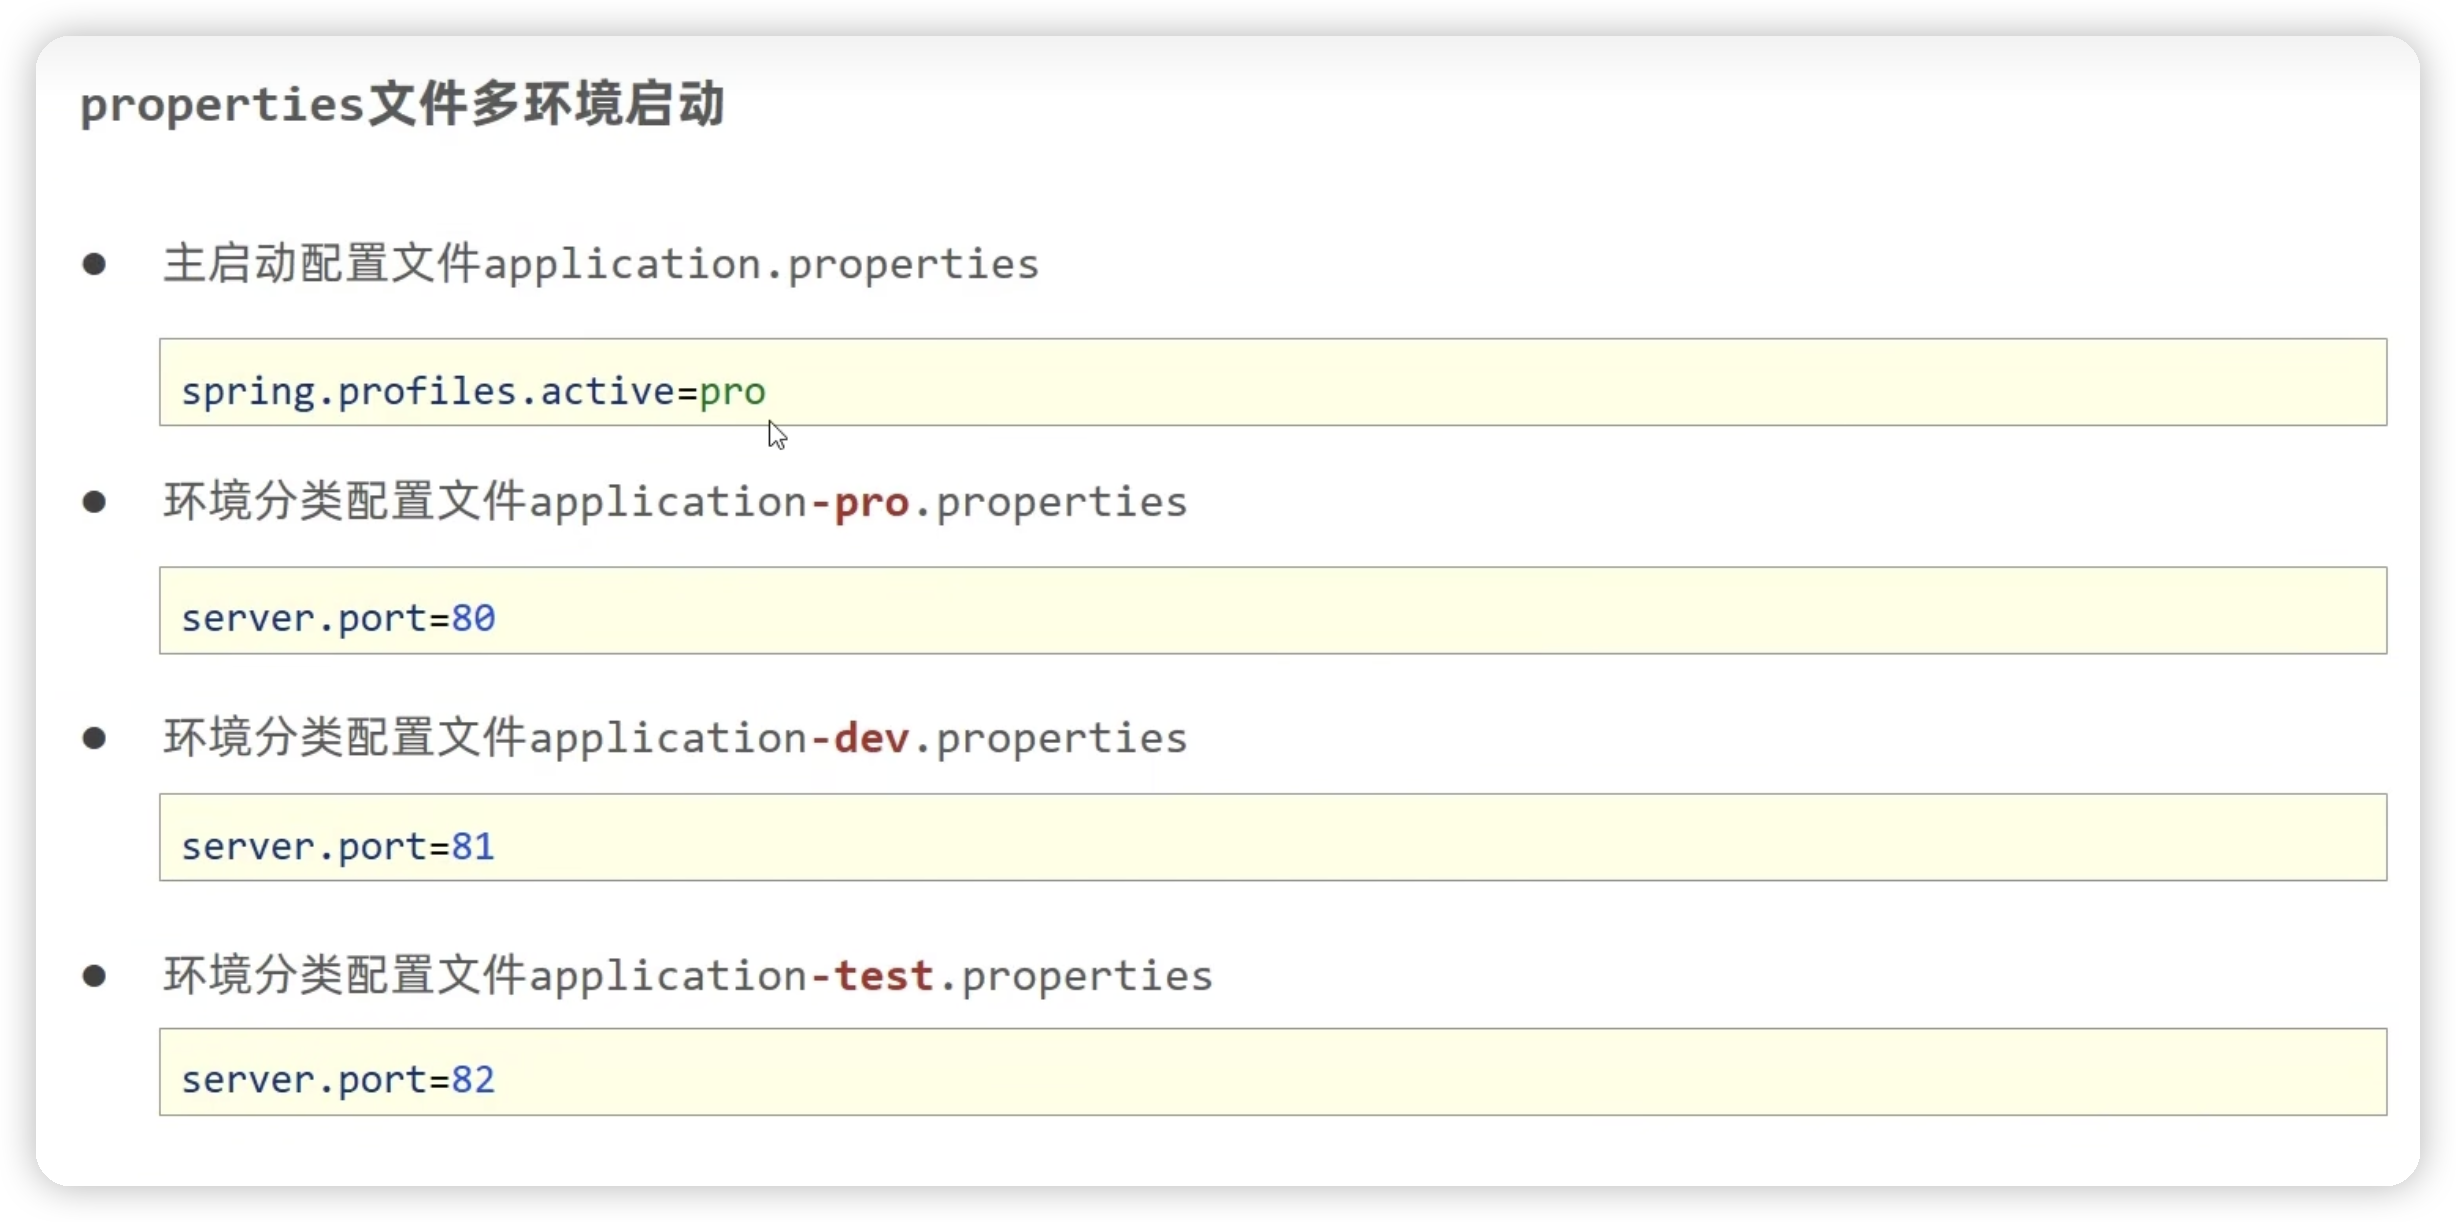 properties文件多环境启动
● 主启动配置文件application.properties
spring.profiles.active=pro
● 环境分类配置文件application-pro.properties
server.port=80
● 环境分类配置文件application-dev.properties
server.port=81
● 环境分类配置文件application-test.properties
server.port=82